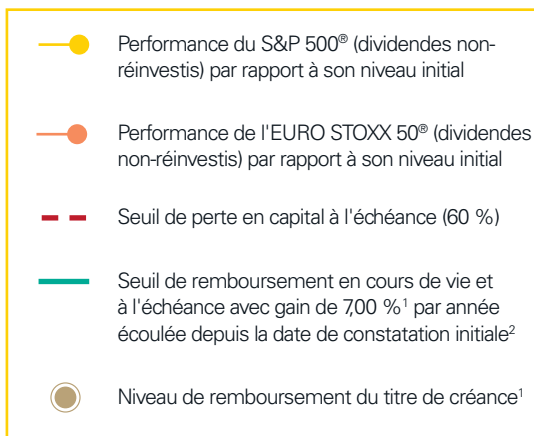 Performance du S&P 500® (dividendes non-
réinvestis) par rapport à son niveau initial
Performance de l'EURO STOXX 50® (dividendes
non-réinvestis) par rapport à son niveau initial
Seuil de perte en capital à l'échéance (60 %)
Seuil de remboursement en cours de vie et
à l'échéance avec gain de 7,00 %¹ par année
écoulée depuis la date de constatation initiale²
Niveau de remboursement du titre de créance¹